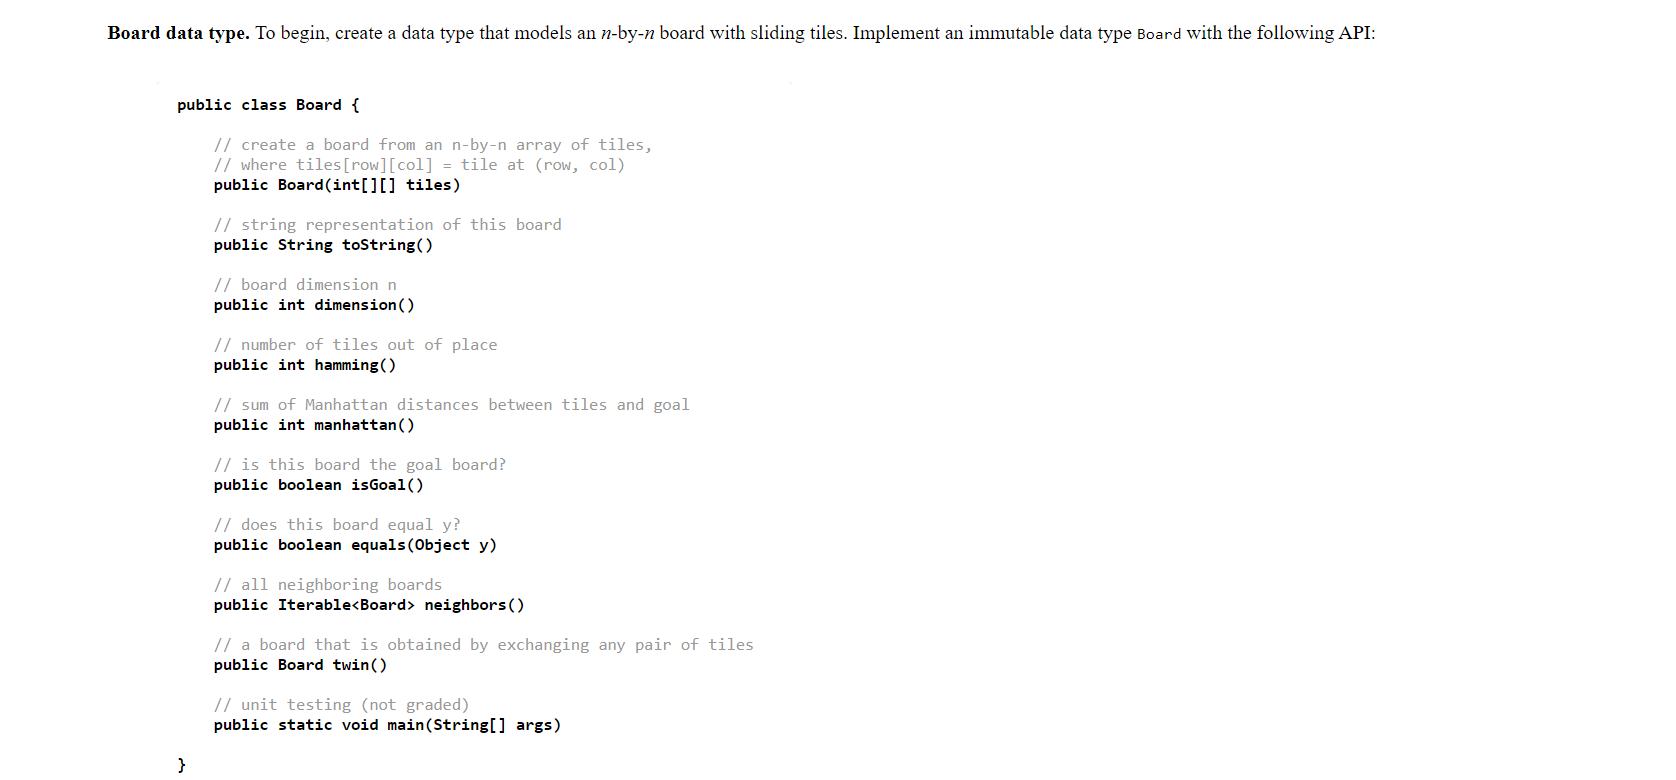 Board data type. To begin, create a data type that models an n-by-n board with sliding tiles. Implement an immutable data type Board with the following API:
public class Board {
// create a board from an n-by-n array of tiles,
// where tiles[row][col] = tile at (row, col)
public Board(int[][] tiles)
// string representation of this board
public String toString()
// board dimension n
public int dimension()
// number of tiles out of place
public int hamming()
// sum of Manhattan distances between tiles and goal
public int manhattan()
// is this board the goal board?
public boolean isGoal()
// does this board equal y?
public boolean equals(Object y)
// all neighboring boards
public Iterable<Board> neighbors()
// a board that is obtained by exchanging any pair of tiles
public Board twin()
// unit testing (not graded)
public static void main(String[] args)
}